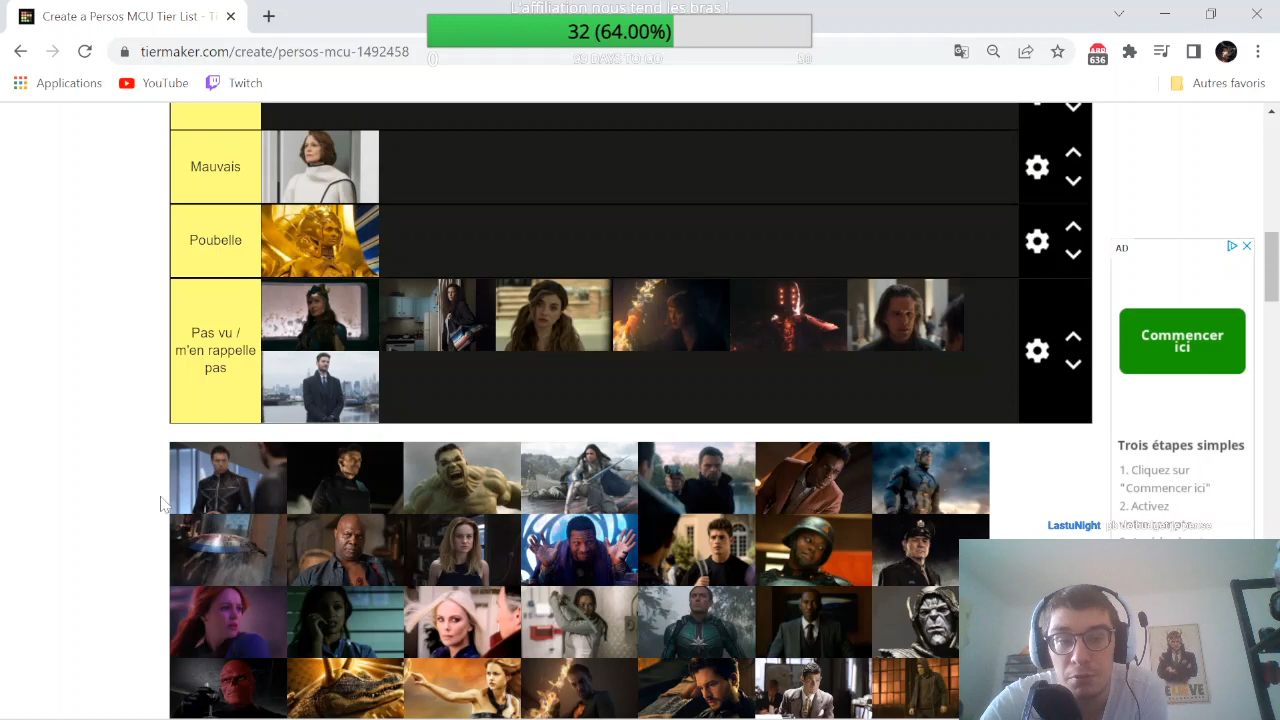 Create a Persos MCU Tier List - Ti
L'affiliation nous tend les bras !
32 (64.00%)
tiermaker.com/create/persos-mcu-1492458
636
Applications
YouTube
Twitch
Autres favoris
Mauvais
Poubelle
Pas vu /
m'en rappelle
pas
AD
Commencer
ici
Trois étapes simples
1. Cliquez sur
"Commencer ici"
2. Activez
LastuNight